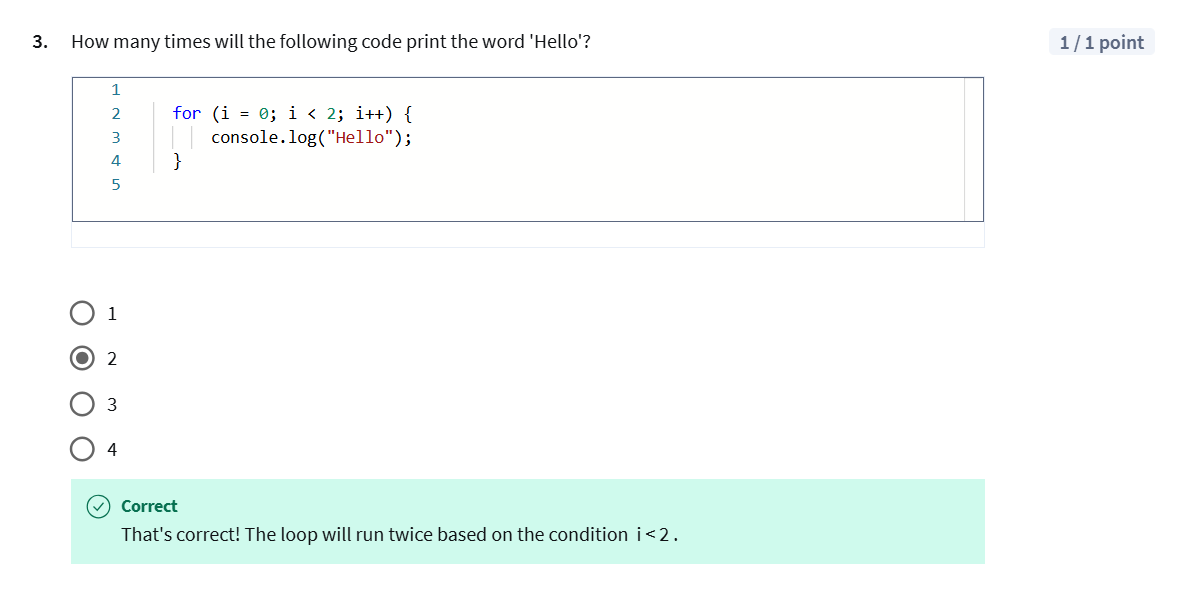 3. How many times will the following code print the word 'Hello'?
1 / 1 point
1
2 for (i = 0; i < 2; i++) {
3 console.log("Hello");
4 }
5
1
2
3
4
Correct
That's correct! The loop will run twice based on the condition i<2.